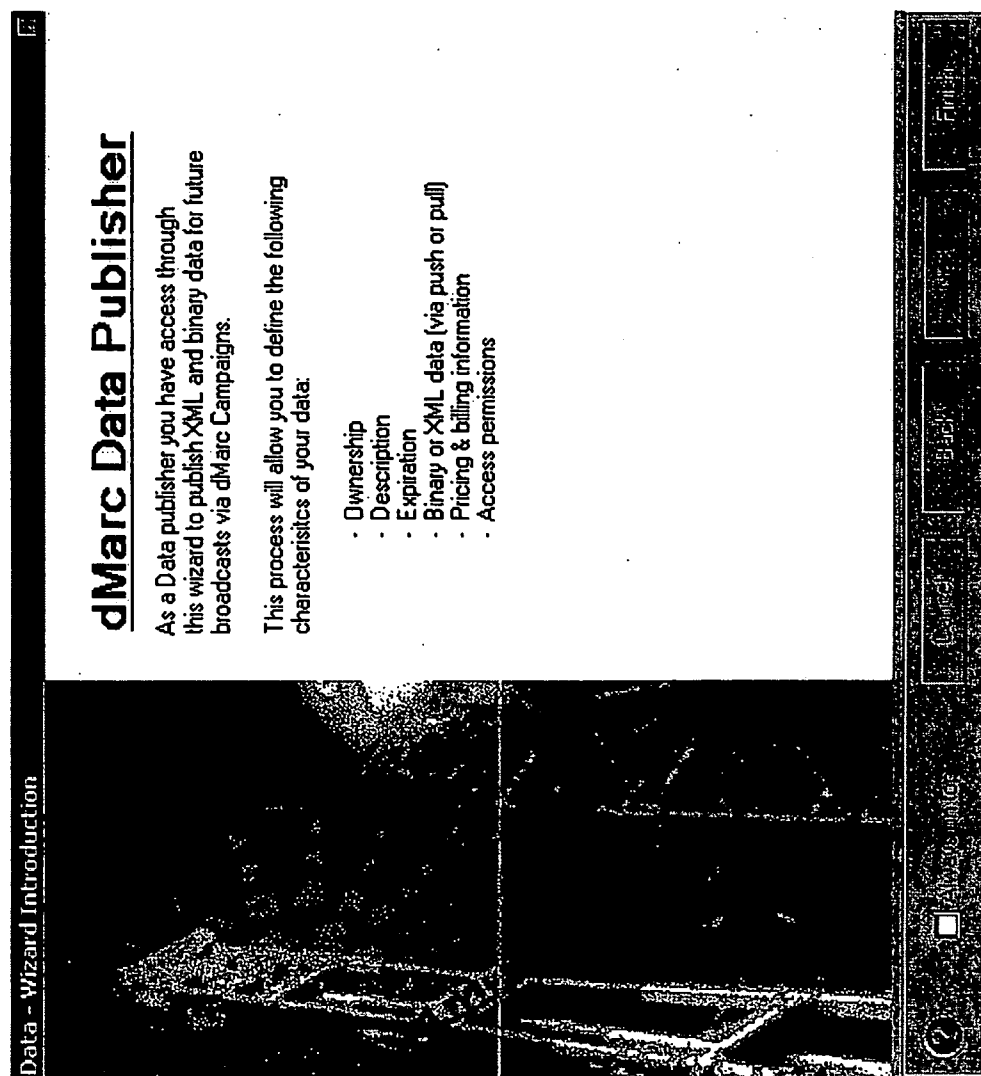 Data - Wizard Introduction
dMarc Data Publisher
As a Data publisher you have access through
this wizard to publish XML and binary data for future
broadcasts via dMarc Campaigns.
This process will allow you to define the following
characterisitcs of your data:
- Ownership
- Description
- Expiration
- Binary or XML data (via push or pull)
- Pricing & billing information
- Access permissions
?
Cancel
Back
Finish